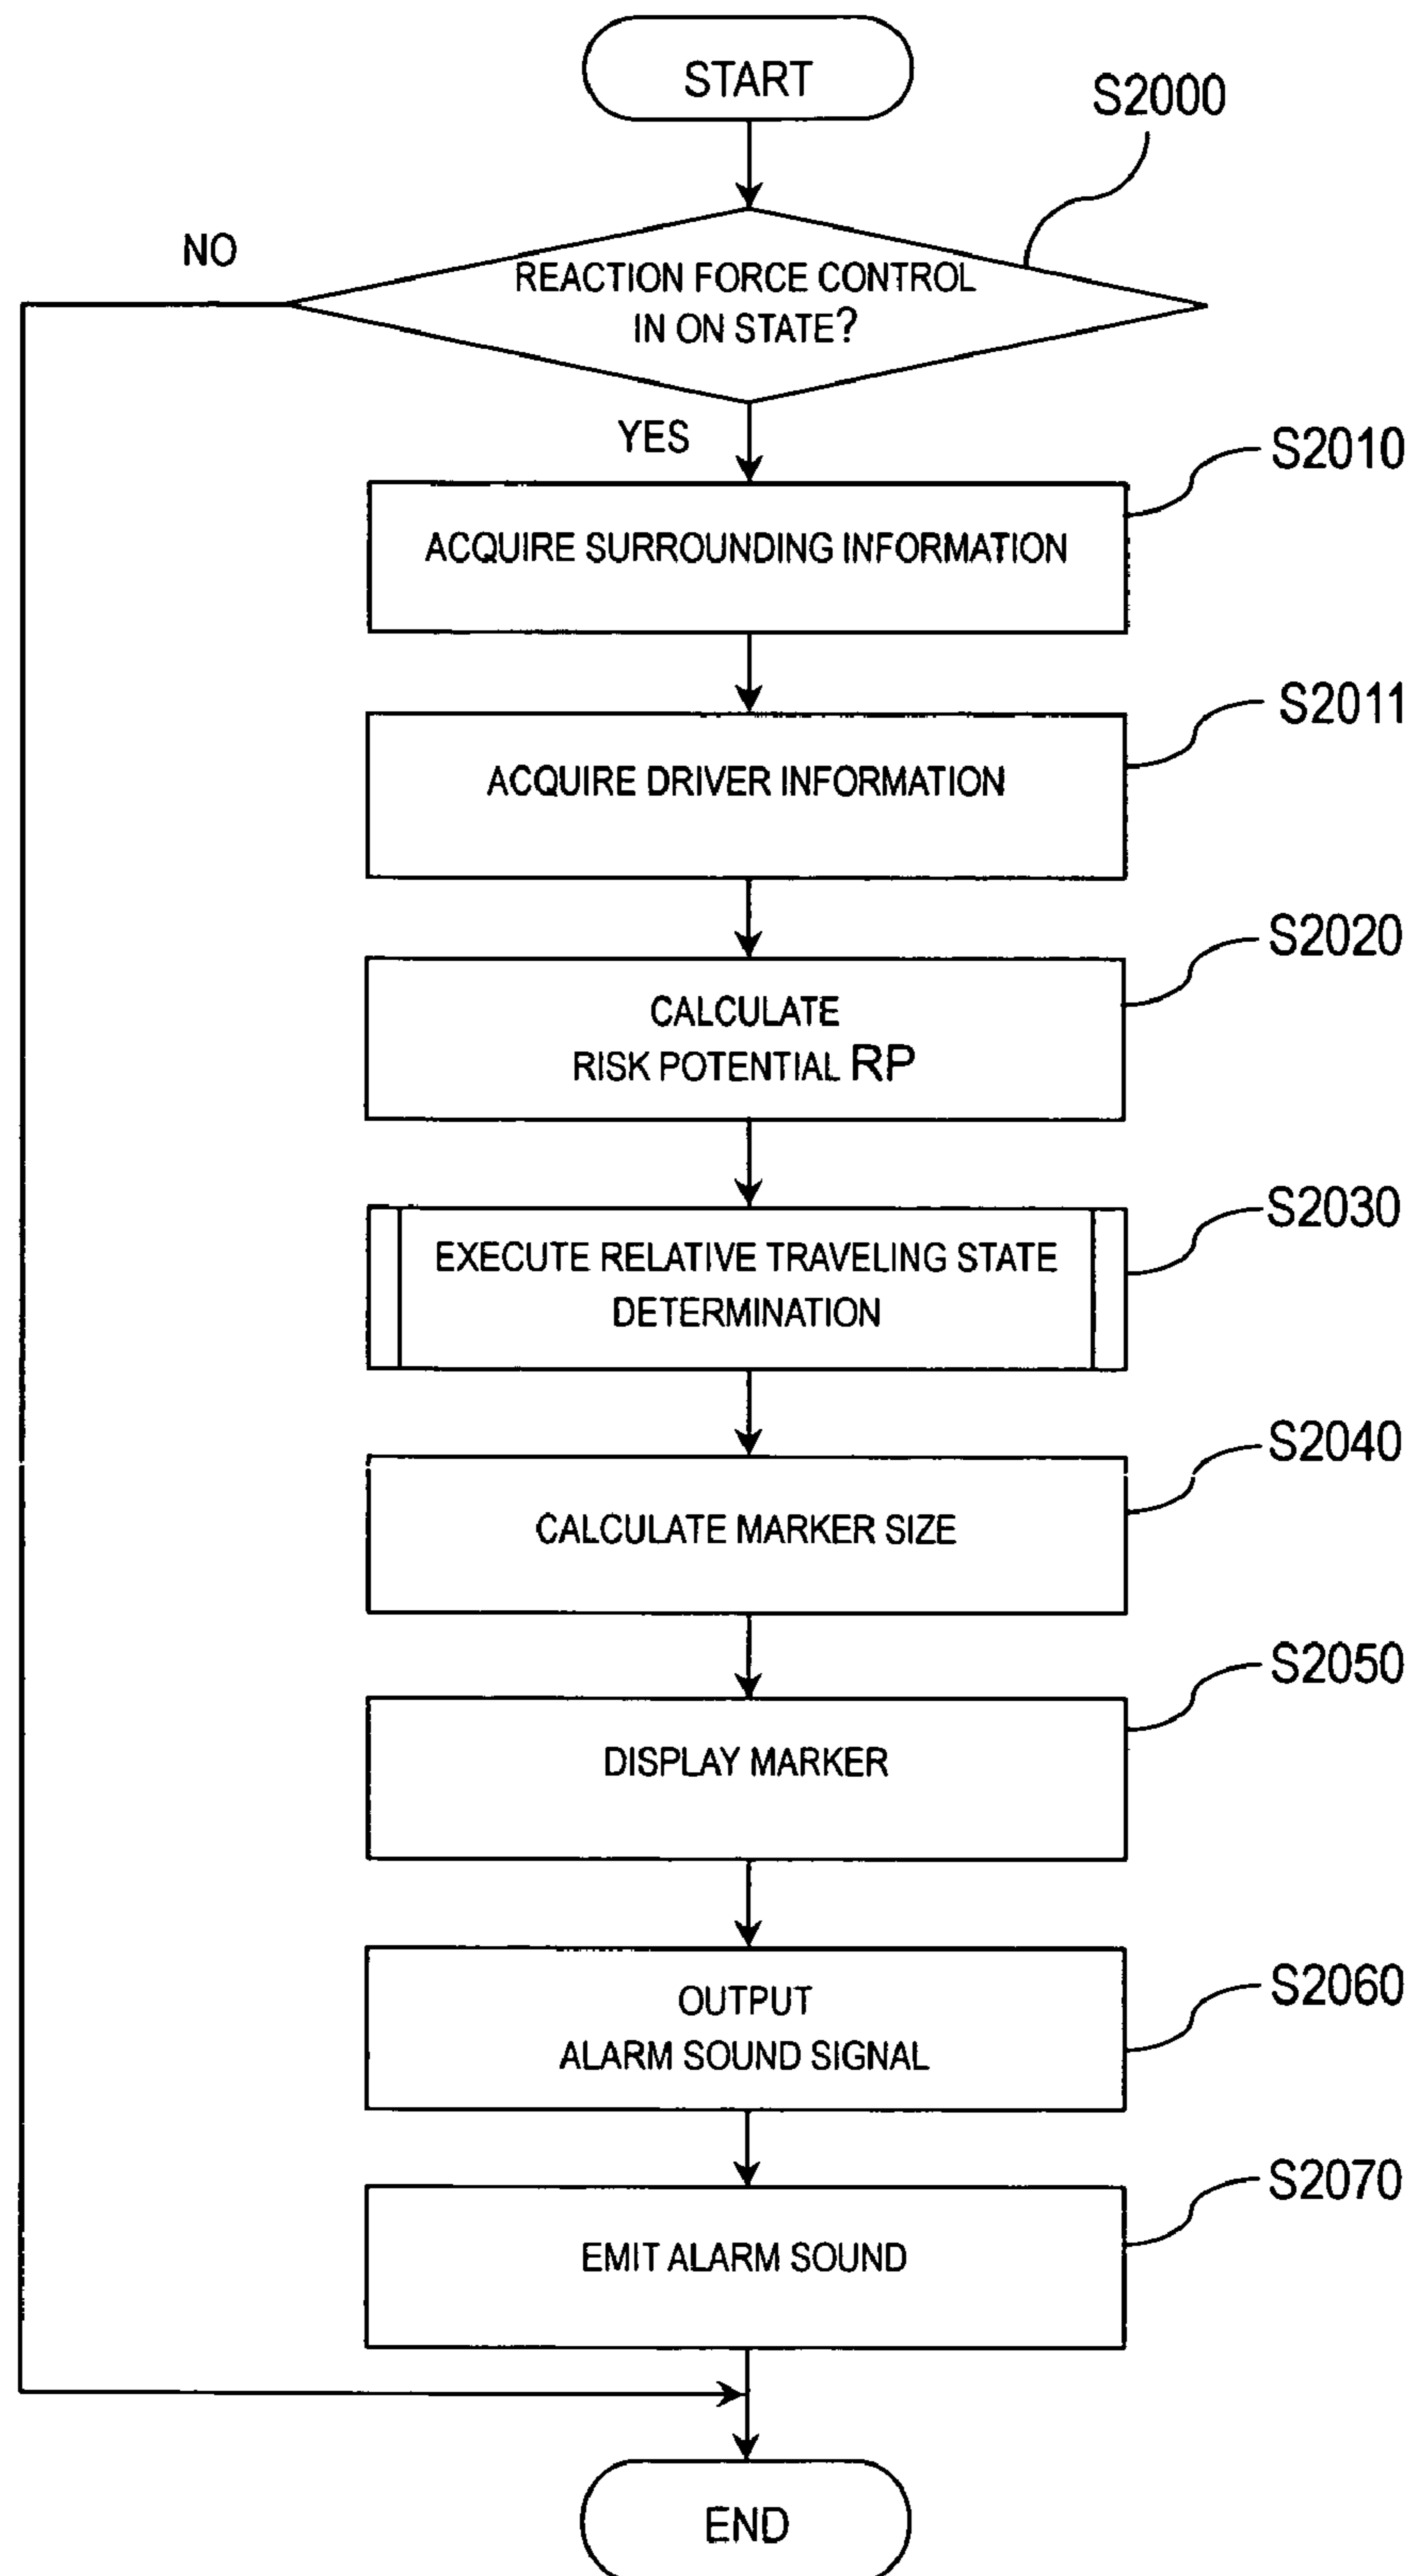 START
S2000
NO
REACTION FORCE CONTROL
IN ON STATE?
YES
S2010
ACQUIRE SURROUNDING INFORMATION
S2011
ACQUIRE DRIVER INFORMATION
S2020
CALCULATE
RISK POTENTIAL RP
S2030
EXECUTE RELATIVE TRAVELING STATE
DETERMINATION
S2040
CALCULATE MARKER SIZE
S2050
DISPLAY MARKER
S2060
OUTPUT
ALARM SOUND SIGNAL
S2070
EMIT ALARM SOUND
END